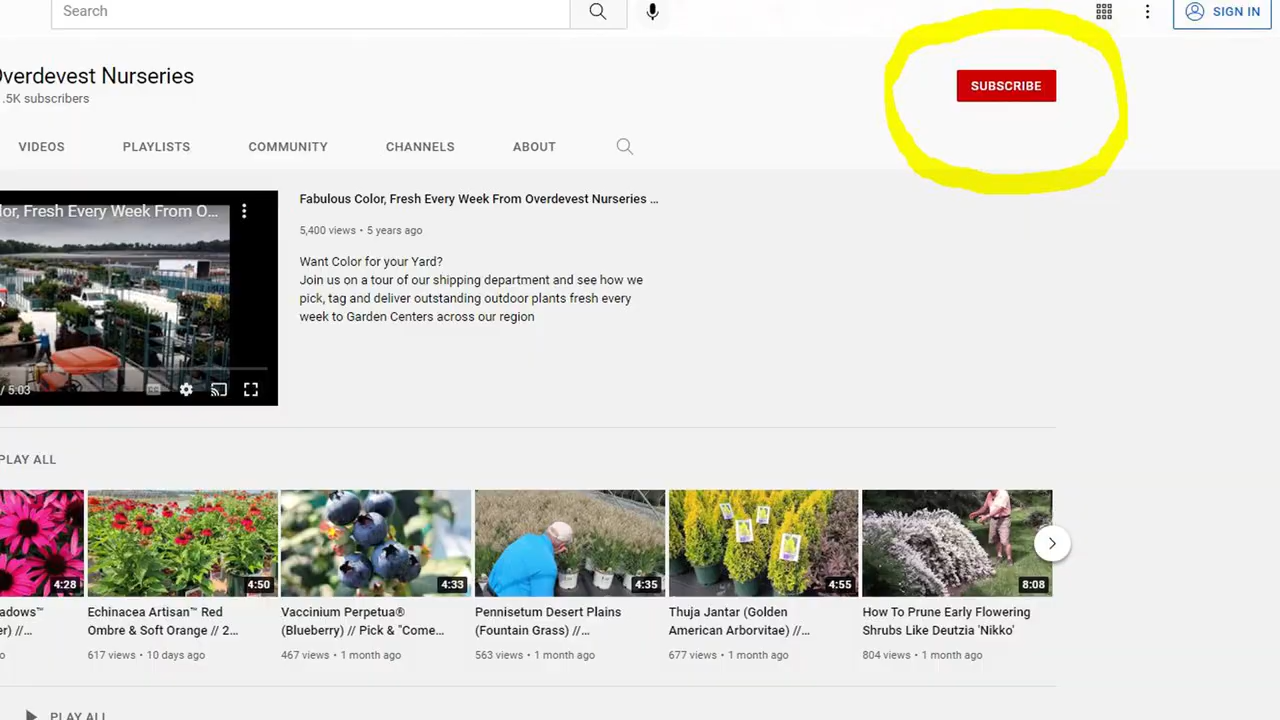 Search
SIGN IN
Overdevest Nurseries
.5K subscribers
SUBSCRIBE
VIDEOS
PLAYLISTS
COMMUNITY
CHANNELS
ABOUT
lor, Fresh Every Week From O...
/ 5:03
Fabulous Color, Fresh Every Week From Overdevest Nurseries ...
5,400 views • 5 years ago
Want Color for your Yard?
Join us on a tour of our shipping department and see how we
pick, tag and deliver outstanding outdoor plants fresh every
week to Garden Centers across our region
PLAY ALL
4:28
adows™
r) //...
4:50
Echinacea Artisan™ Red
Ombre & Soft Orange // 2...
617 views • 10 days ago
4:33
Vaccinium Perpetua®
(Blueberry) // Pick & "Come...
467 views • 1 month ago
4:35
Pennisetum Desert Plains
(Fountain Grass) //...
563 views • 1 month ago
4:55
Thuja Jantar (Golden
American Arborvitae) //...
677 views • 1 month ago
8:08
How To Prune Early Flowering
Shrubs Like Deutzia 'Nikko'
804 views • 1 month ago
PLAY ALL